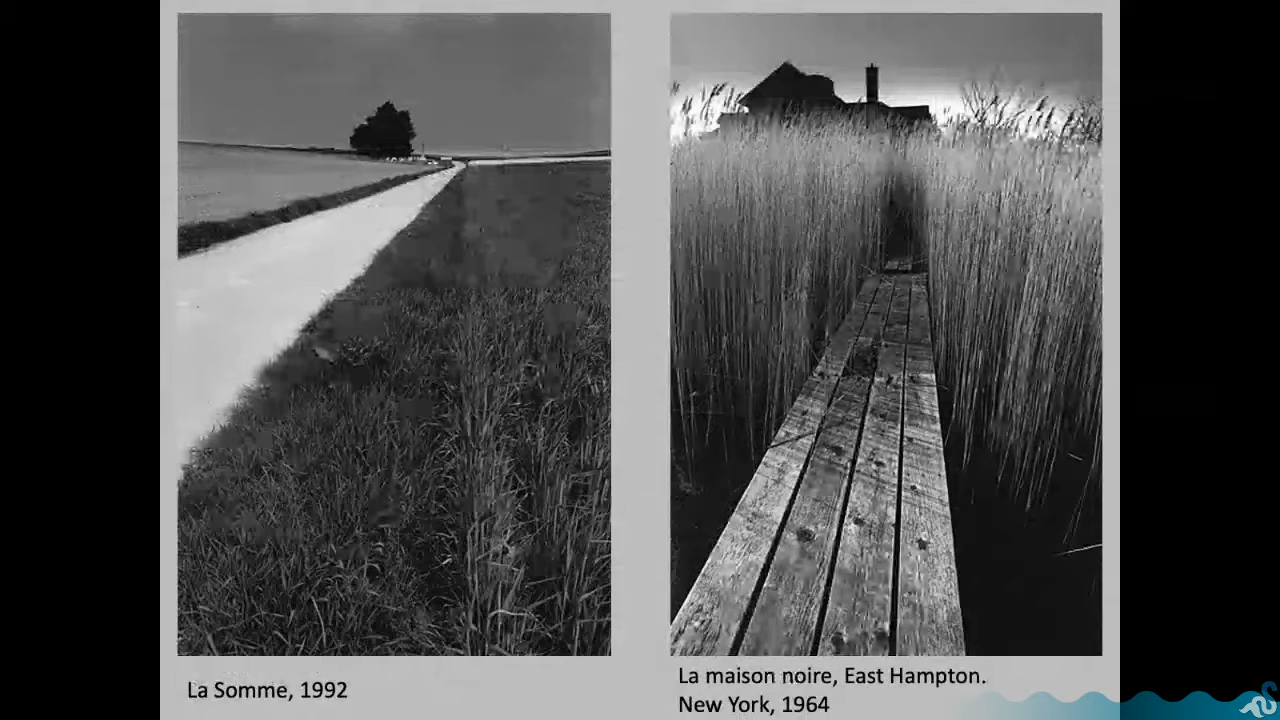 La Somme, 1992
La maison noire, East Hampton.
New York, 1964